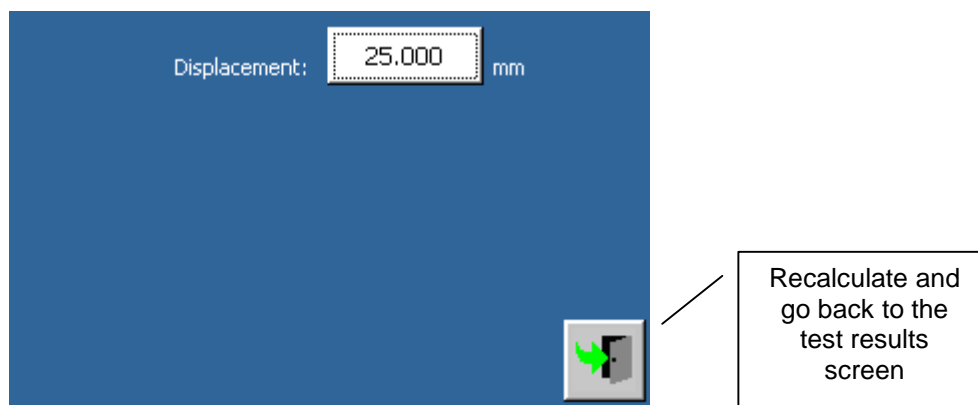 Displacement: 25.000 mm
Recalculate and
go back to the
test results
screen